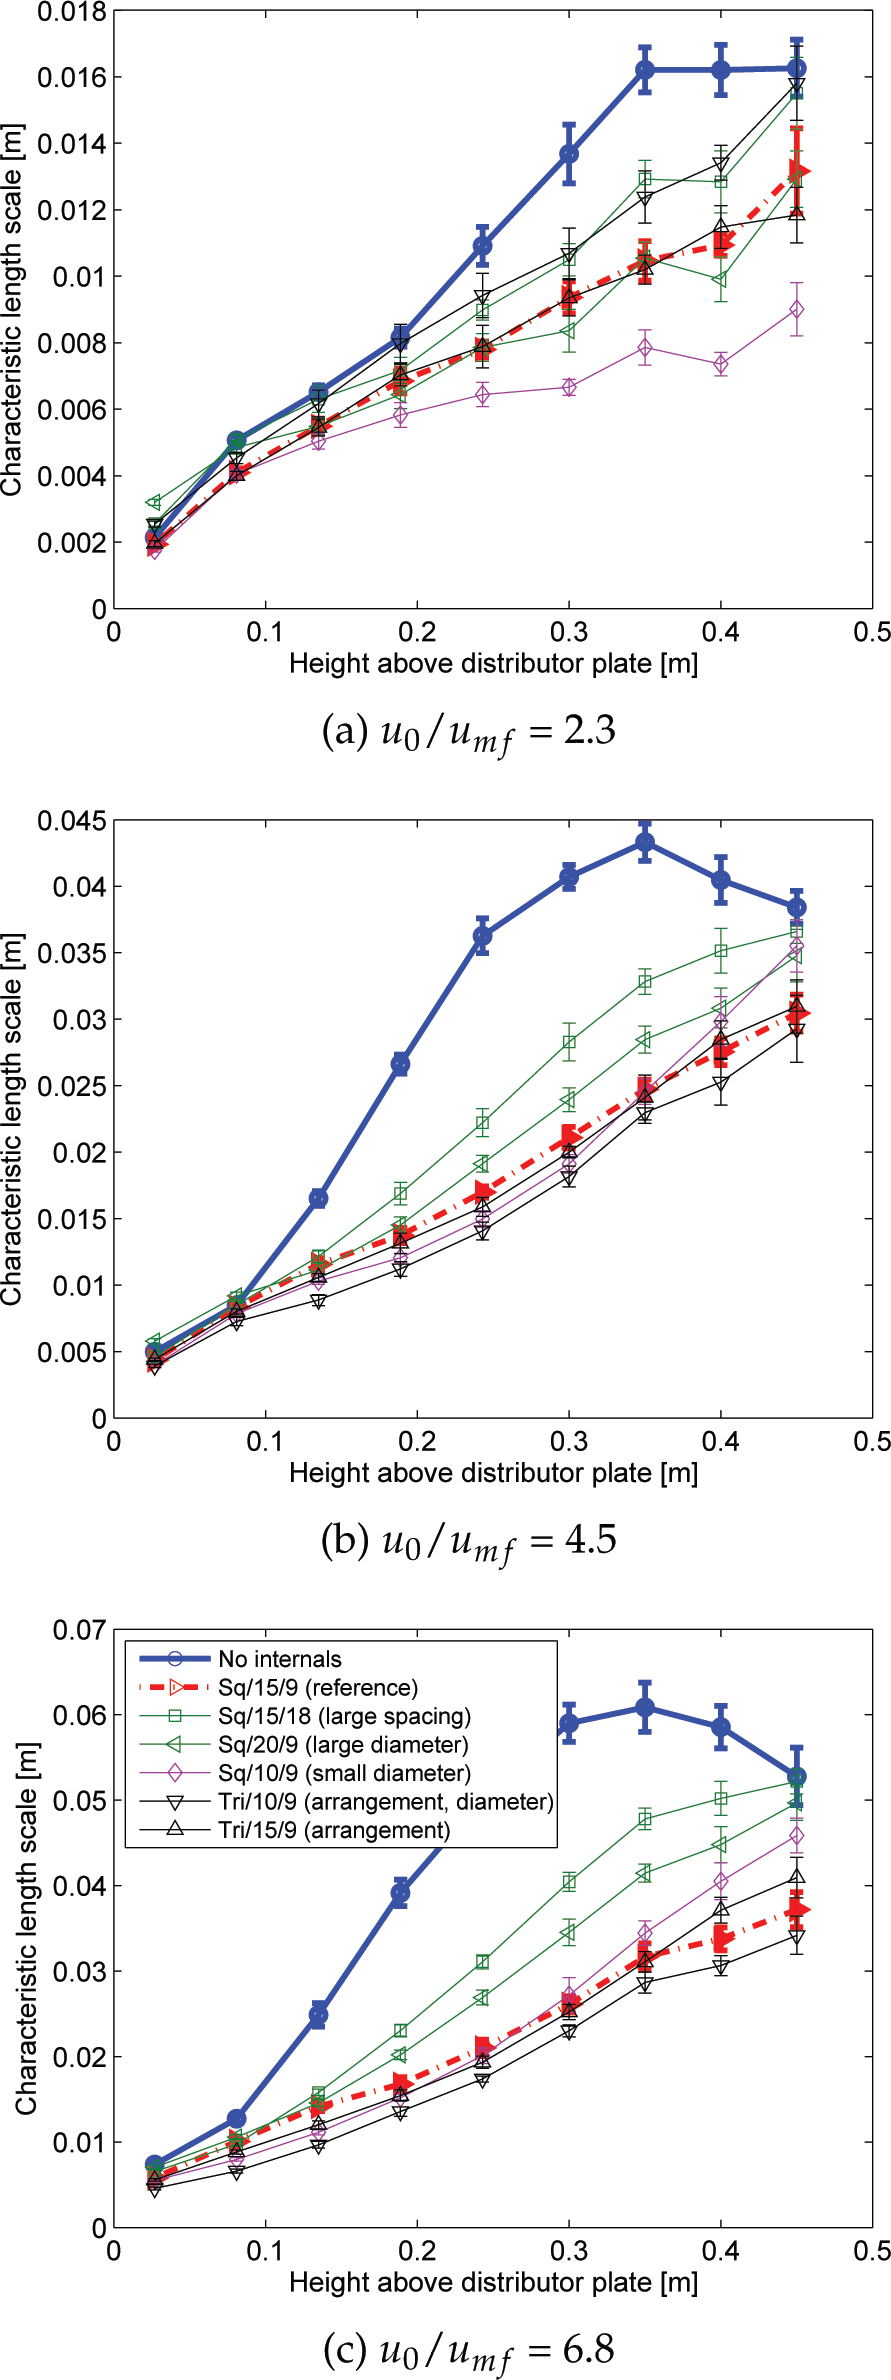 0.018
0.016
0.014
0.012
0.01
0.008
0.006
0.004
0.002
0
Characteristic length scale [m]
0 0.1 0.2 0.3 0.4 0.5
Height above distributor plate [m]
(a) u0/umf = 2.3
0.045
0.04
0.035
0.03
0.025
0.02
0.015
0.01
0.005
0
Characteristic length scale [m]
0 0.1 0.2 0.3 0.4 0.5
Height above distributor plate [m]
(b) u0/umf = 4.5
0.07
0.06
0.05
0.04
0.03
0.02
0.01
0
Characteristic length scale [m]
No internals
Sq/15/9 (reference)
Sq/15/18 (large spacing)
Sq/20/9 (large diameter)
Sq/10/9 (small diameter)
Tri/10/9 (arrangement, diameter)
Tri/15/9 (arrangement)
0 0.1 0.2 0.3 0.4 0.5
Height above distributor plate [m]
(c) u0/umf = 6.8